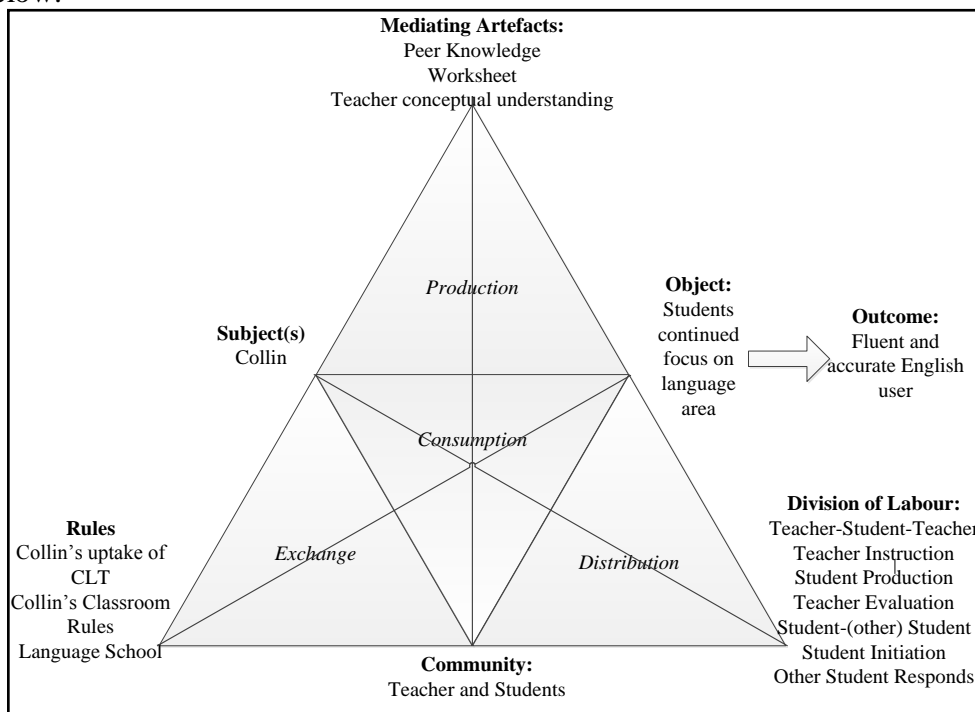 Mediating Artefacts:
Peer Knowledge
Worksheet
Teacher conceptual understanding
Production
Subject(s)
Collin
Object:
Students
continued
focus on
language
area
Outcome:
Fluent and
accurate English
user
Consumption
Rules
Collin's uptake of
CLT
Collin's Classroom
Rules
Language School
Exchange
Distribution
Division of Labour:
Teacher-Student-Teacher
Teacher Instruction
Student Production
Teacher Evaluation
Student-(other) Student
Student Initiation
Other Student Responds
Community:
Teacher and Students